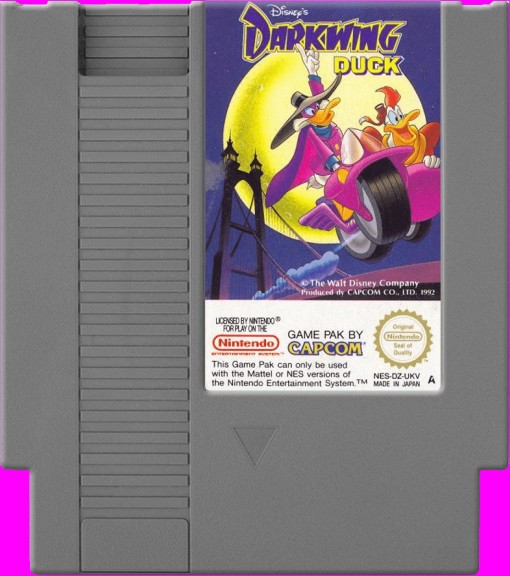 Disney's
DARKWING
DUCK
© The Walt Disney Company
Produced by CAPCOM CO., LTD. 1992
LICENSED BY NINTENDO®
FOR PLAY ON THE
Nintendo
ENTERTAINMENT SYSTEM™
GAME PAK BY
CAPCOM
Original
Nintendo
Seal of
Quality
This Game Pak can only be used
with the Mattel or NES versions of
the Nintendo Entertainment System.™
NES-DZ-UKV
MADE IN JAPAN
A